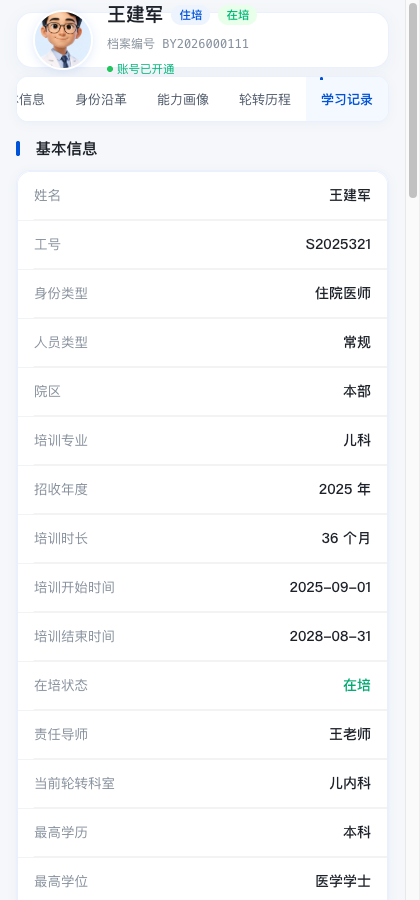 王建军 住培 在培
档案编号 BY2026000111
账号已开通
信息 身份沿革 能力画像 轮转历程 学习记录
基本信息
姓名 王建军
工号 S2025321
身份类型 住院医师
人员类型 常规
院区 本部
培训专业 儿科
招收年度 2025 年
培训时长 36 个月
培训开始时间 2025-09-01
培训结束时间 2028-08-31
在培状态 在培
责任导师 王老师
当前轮转科室 儿内科
最高学历 本科
最高学位 医学学士